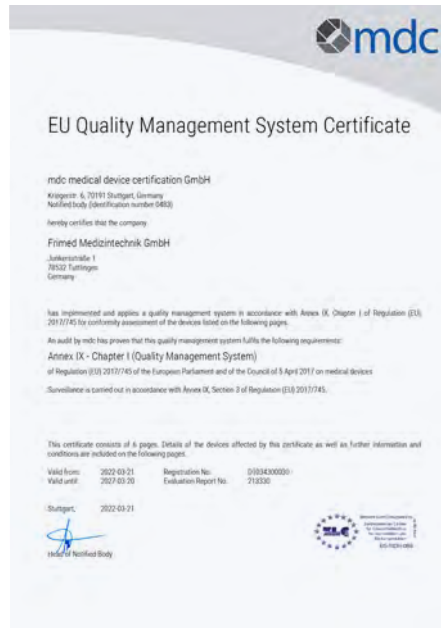 mdc
EU Quality Management System Certificate
mdc medical device certification GmbH
Kriegerstr. 6, 70191 Stuttgart, Germany
Notified body (identification number 0483)
hereby certifies that the company
Frimed Medizintechnik GmbH
Junkerstraße 1
78532 Tuttlingen
Germany
has implemented and applies a quality management system in accordance with Annex IX, Chapter I of Regulation (EU)
2017/745 for conformity assessment of the devices listed on the following pages.
An audit by mdc has proven that this quality management system fulfils the following requirements:
Annex IX - Chapter I (Quality Management System)
of Regulation (EU) 2017/745 of the European Parliament and of the Council of 5 April 2017 on medical devices
Surveillance is carried out in accordance with Annex IX, Section 3 of Regulation (EU) 2017/745.
This certificate consists of 6 pages. Details of the devices affected by this certificate as well as further information and
conditions are included on the following pages.
Valid from: 2022-03-21 Registration No.
Valid until: 2027-03-20 Evaluation Report No. 213330
Stuttgart, 2022-03-21
Head of Notified Body
ZLG